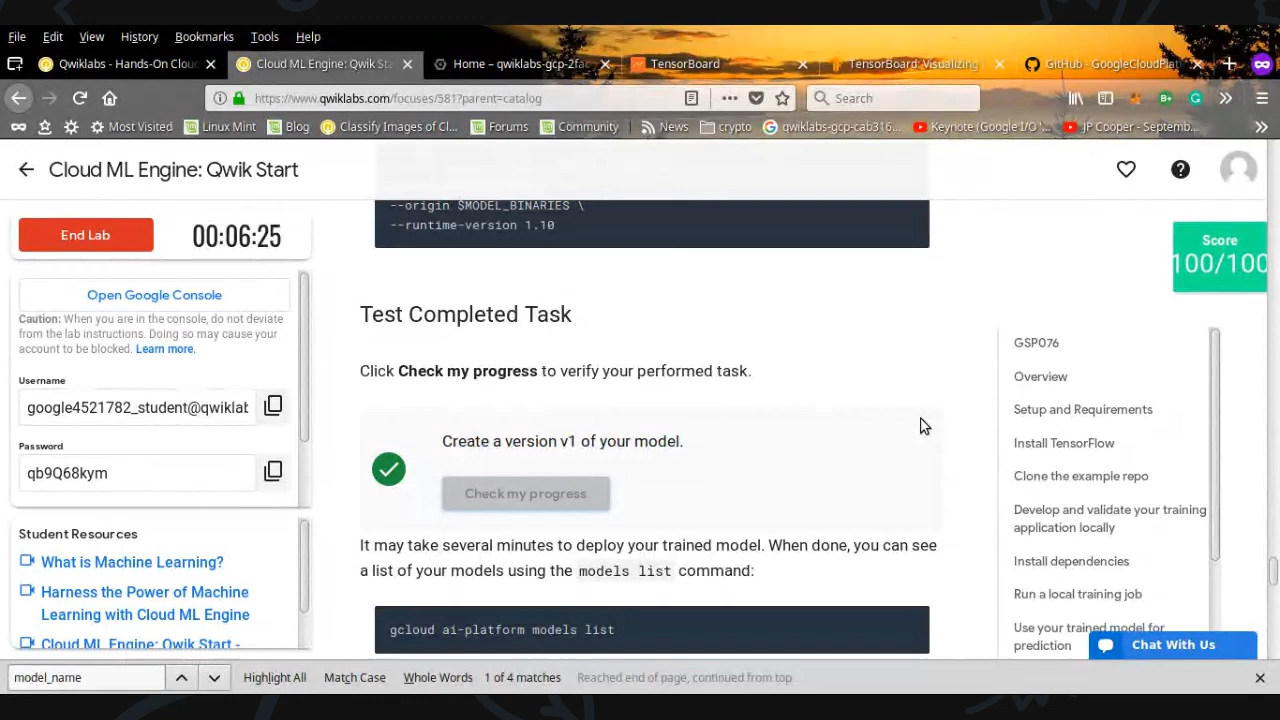 File Edit View History Bookmarks Tools Help
Qwiklabs - Hands-On Clou
Cloud ML Engine: Qwik Sta
Home – qwiklabs-gcp-2fac
TensorBoard
TensorBoard: Visualizing
GitHub - GoogleCloudPlat
https://www.qwiklabs.com/focuses/581?parent=catalog
Search
Most Visited Linux Mint Blog Classify Images of Cl... Forums Community News crypto qwiklabs-gcp-cab316... Keynote (Google I/O '... JP Cooper - Septemb...
Cloud ML Engine: Qwik Start
End Lab
00:06:25
Open Google Console
Caution: When you are in the console, do not deviate
from the lab instructions. Doing so may cause your
account to be blocked. Learn more.
Username
google4521782_student@qwiklab
Password
qb9Q68kym
Student Resources
What is Machine Learning?
Harness the Power of Machine
Learning with Cloud ML Engine
Cloud ML Engine: Qwik Start -
--origin $MODEL_BINARIES \
--runtime-version 1.10
Test Completed Task
Click Check my progress to verify your performed task.
Create a version v1 of your model.
Check my progress
It may take several minutes to deploy your trained model. When done, you can see
a list of your models using the models list command:
gcloud ai-platform models list
Score
100/100
GSP076
Overview
Setup and Requirements
Install TensorFlow
Clone the example repo
Develop and validate your training
application locally
Install dependencies
Run a local training job
Use your trained model for
prediction
Chat With Us
model_name
Highlight All Match Case Whole Words 1 of 4 matches Reached end of page, continued from top